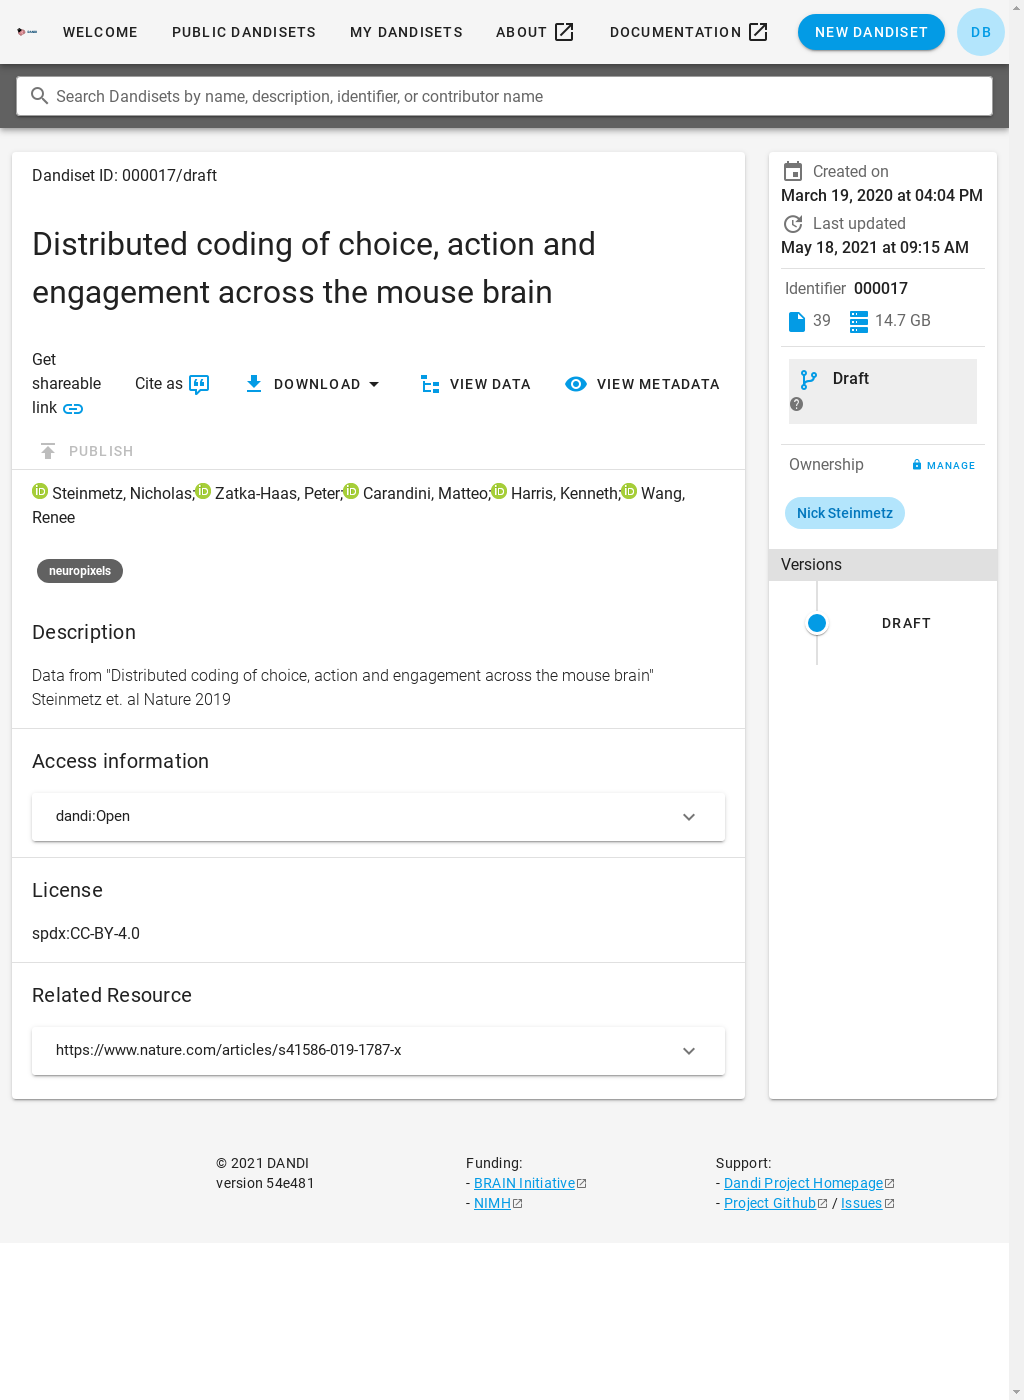 WELCOME PUBLIC DANDISETS MY DANDISETS ABOUT DOCUMENTATION NEW DANDISET DB
Search Dandisets by name, description, identifier, or contributor name
Dandiset ID: 000017/draft
Distributed coding of choice, action and
engagement across the mouse brain
Get
shareable
link
Cite as
DOWNLOAD
VIEW DATA
VIEW METADATA
PUBLISH
Steinmetz, Nicholas; Zatka-Haas, Peter; Carandini, Matteo; Harris, Kenneth; Wang,
Renee
neuropixels
Description
Data from "Distributed coding of choice, action and engagement across the mouse brain"
Steinmetz et. al Nature 2019
Access information
dandi:Open
License
spdx:CC-BY-4.0
Related Resource
https://www.nature.com/articles/s41586-019-1787-x
Created on
March 19, 2020 at 04:04 PM
Last updated
May 18, 2021 at 09:15 AM
Identifier 000017
39 14.7 GB
Draft
Ownership MANAGE
Nick Steinmetz
Versions
DRAFT
© 2021 DANDI
version 54e481
Funding:
- BRAIN Initiative
- NIMH
Support:
- Dandi Project Homepage
- Project Github / Issues